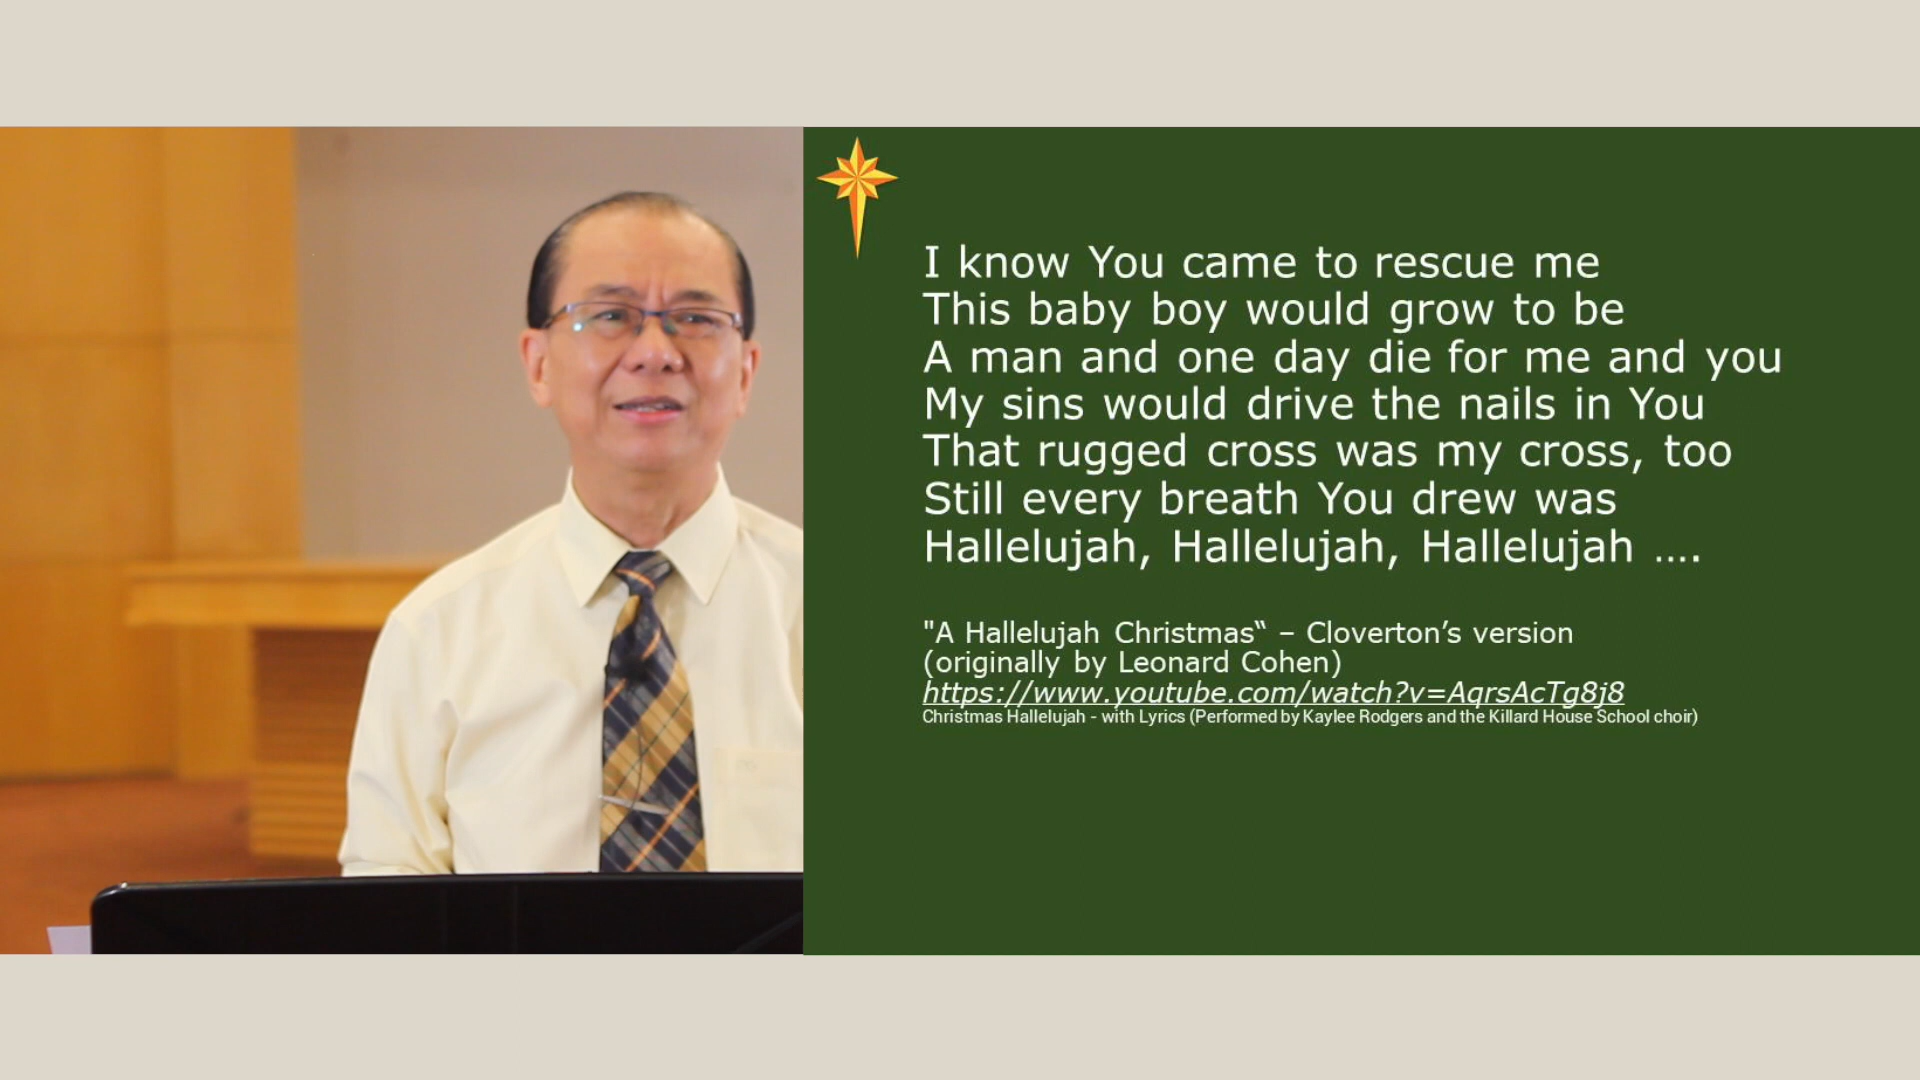 I know You came to rescue me
This baby boy would grow to be
A man and one day die for me and you
My sins would drive the nails in You
That rugged cross was my cross, too
Still every breath You drew was
Hallelujah, Hallelujah, Hallelujah ....
"A Hallelujah Christmas“ – Cloverton’s version
(originally by Leonard Cohen)
https://www.youtube.com/watch?v=AqrsAcTg8j8
Christmas Hallelujah - with Lyrics (Performed by Kaylee Rodgers and the Killard House School choir)